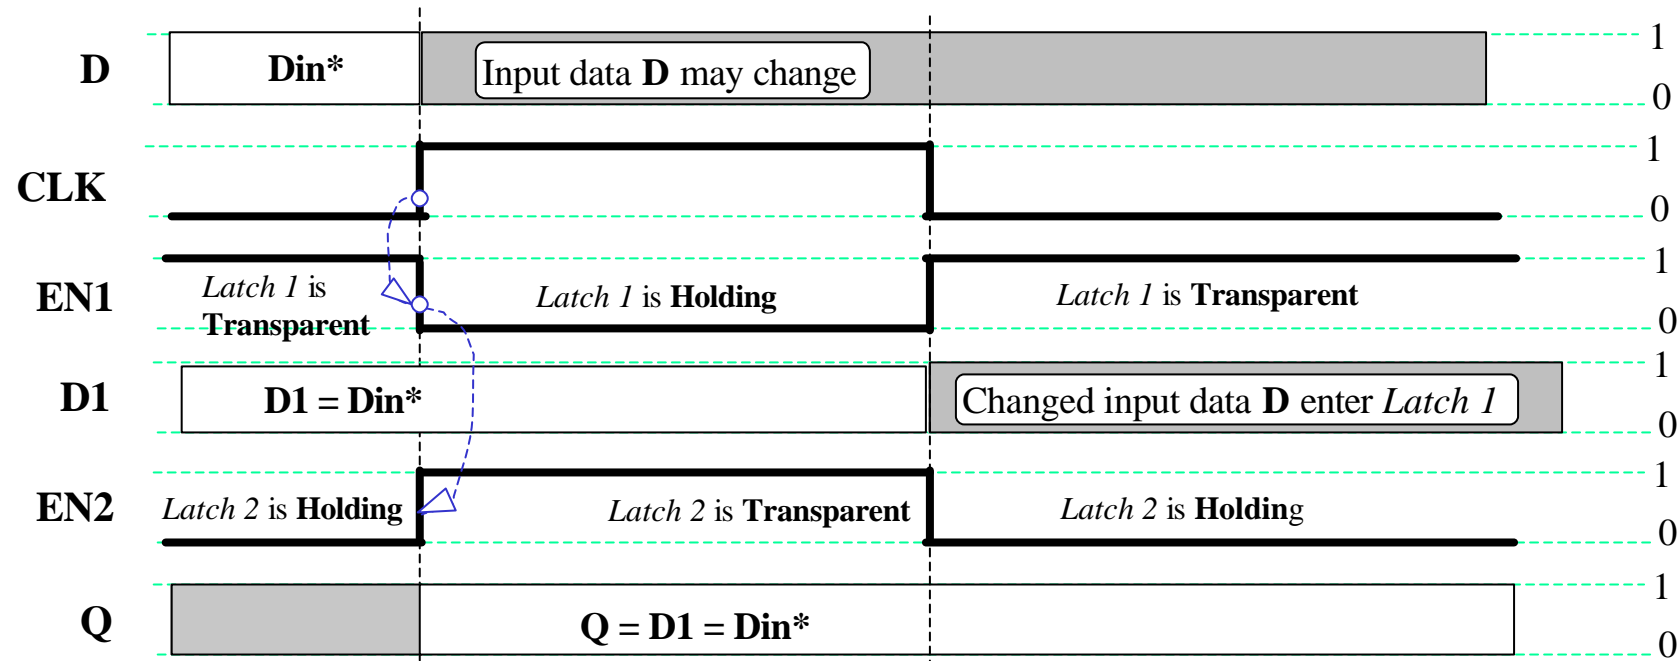 D
Din*
Input data D may change
1
0
CLK
1
0
EN1
Latch 1 is
Transparent
Latch 1 is Holding
Latch 1 is Transparent
1
0
D1
D1 = Din*
Changed input data D enter Latch 1
1
0
EN2
Latch 2 is Holding
Latch 2 is Transparent
Latch 2 is Holding
1
0
Q
Q = D1 = Din*
1
0